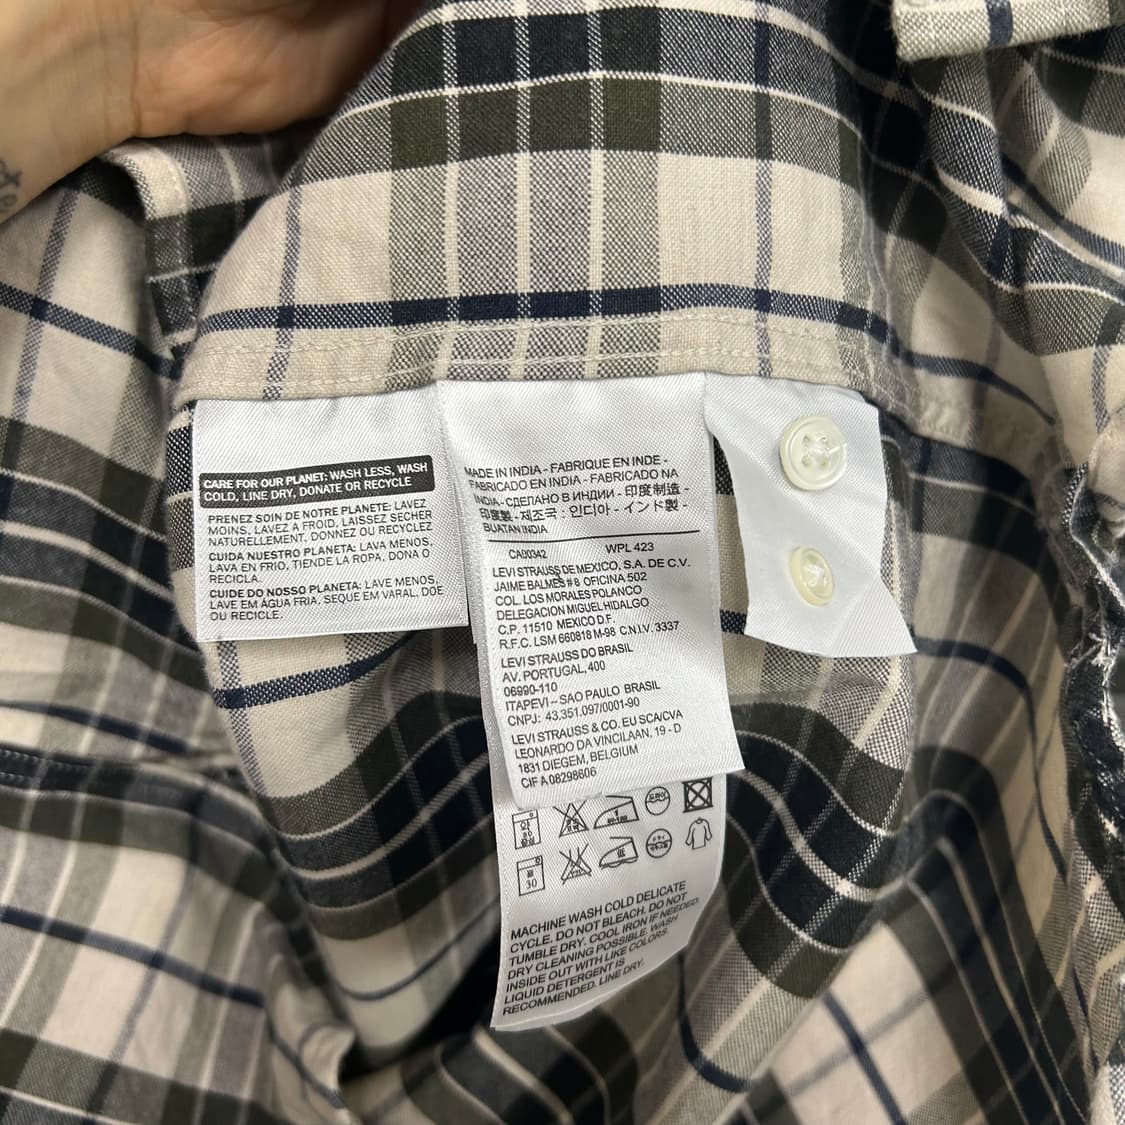 CARE FOR OUR PLANET: WASH LESS, WASH
COLD, LINE DRY, DONATE OR RECYCLE
PRENEZ SOIN DE NOTRE PLANETE: LAVEZ
MOINS, LAVEZ A FROID, LAISSEZ SECHER
NATURELLEMENT, DONNEZ OU RECYCLEZ
CUIDA NUESTRO PLANETA: LAVA MENOS,
LAVA EN FRIO, TIENDE LA ROPA, DONA O
RECICLA.
CUIDE DO NOSSO PLANETA: LAVE MENOS,
LAVE EM ÁGUA FRIA, SEQUE EM VARAL, DOE
OU RECICLE.
MADE IN INDIA - FABRIQUE EN INDE -
FABRICADO EN INDIA - FABRICADO NA
INDIA - СДЕЛАНО В ИНДИИ - 印度制造 -
印度製 - 제조국 : 인디아 - インド製 -
BUATAN INDIA
CA00342 WPL 423
LEVI STRAUSS DE MEXICO, S.A. DE C.V.
JAIME BALMES # 8 OFICINA 502
COL. LOS MORALES POLANCO
DELEGACION MIGUEL HIDALGO
C.P. 11510 MEXICO D.F.
R.F.C. LSM 660818 M-98 C.N.I.V. 3337
LEVI STRAUSS DO BRASIL
AV. PORTUGAL, 400
06990-110
ITAPEVI – SAO PAULO BRASIL
CNPJ: 43.351.097/0001-90
LEVI STRAUSS & CO. EU SCA/CVA
LEONARDO DA VINCILAAN, 19 - D
1831 DIEGEM, BELGIUM
CIF A 08298606
30
MACHINE WASH COLD DELICATE
CYCLE. DO NOT BLEACH. DO NOT
TUMBLE DRY. COOL IRON IF NEEDED.
DRY CLEANING POSSIBLE. WASH
INSIDE OUT WITH LIKE COLORS.
LIQUID DETERGENT IS
RECOMMENDED. LINE DRY.